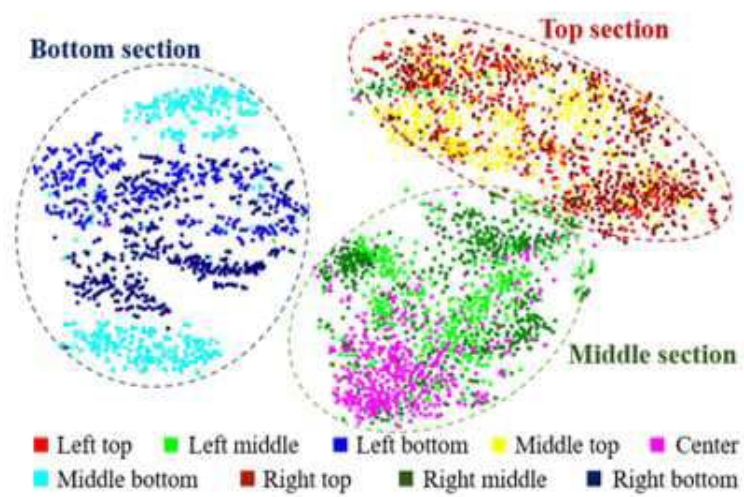 Top section
Bottom section
Middle section
Left top Left middle Left bottom Middle top Center
Middle bottom Right top Right middle Right bottom